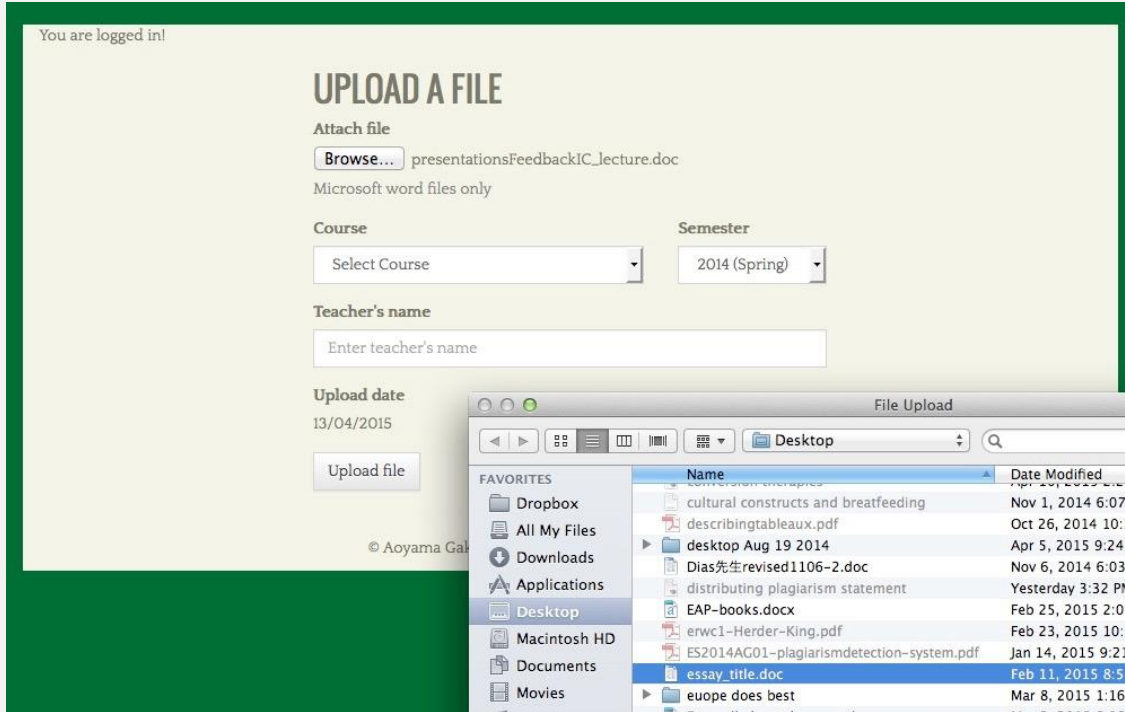 You are logged in!
UPLOAD A FILE
Attach file
Browse... presentationsFeedbackIC_lecture.doc
Microsoft word files only
Course Semester
Select Course 2014 (Spring)
Teacher's name
Enter teacher's name
Upload date
13/04/2015
Upload file
© Aoyama Gak
File Upload
Desktop
FAVORITES
Dropbox
All My Files
Downloads
Applications
Desktop
Macintosh HD
Documents
Movies
Name Date Modified
cultural constructs and breastfeeding Nov 1, 2014 6:07
describingtableaux.pdf Oct 26, 2014 10:
desktop Aug 19 2014 Apr 5, 2015 9:24
Dias先生revised1106-2.doc Nov 6, 2014 6:03
distributing plagiarism statement Yesterday 3:32 PM
EAP-books.docx Feb 25, 2015 2:0
erwc1-Herder-King.pdf Feb 23, 2015 10:
ES2014AG01-plagiarismdetection-system.pdf Jan 14, 2015 9:21
essay_title.doc Feb 11, 2015 8:5
euope does best Mar 8, 2015 1:16